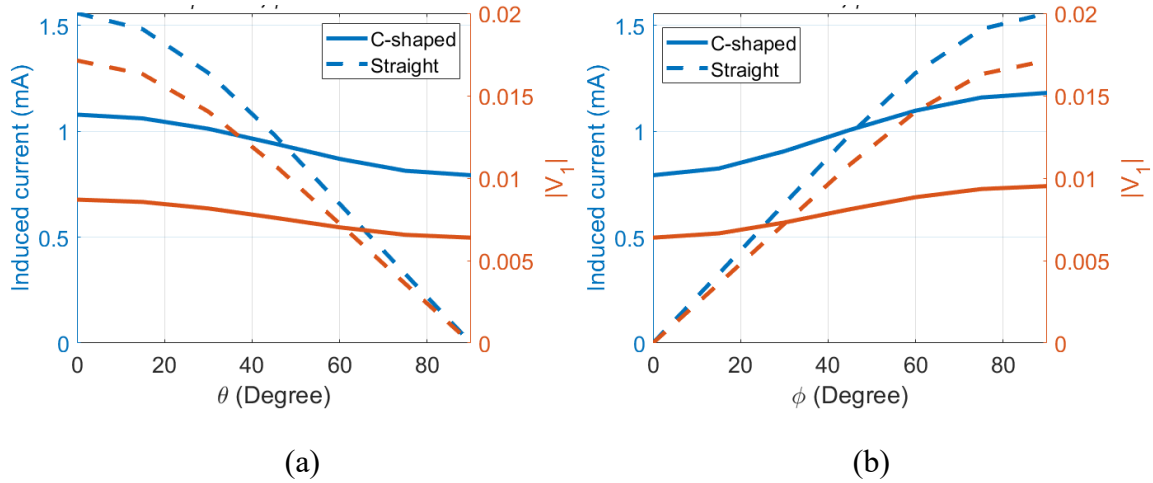 1.5
1
0.5
0
Induced current (mA)
0.02
0.015
0.01
0.005
0
|V₁|
C-shaped
Straight
0 20 40 60 80
θ (Degree)
(a)
1.5
1
0.5
0
Induced current (mA)
0.02
0.015
0.01
0.005
0
|V₁|
C-shaped
Straight
0 20 40 60 80
ϕ (Degree)
(b)